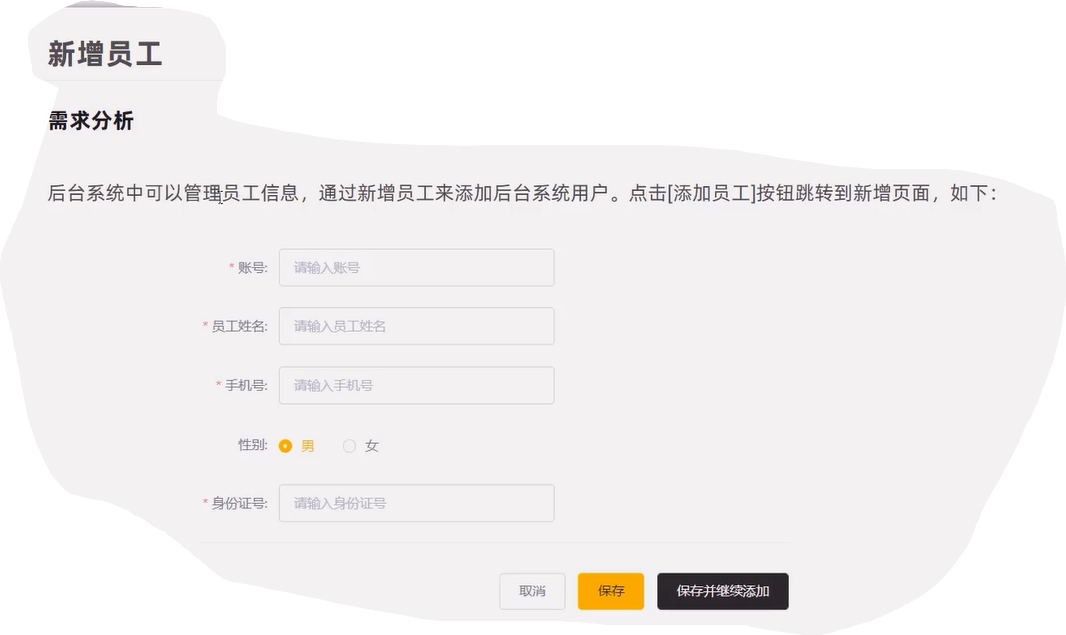 新增员工
需求分析
后台系统中可以管理员工信息，通过新增员工来添加后台系统用户。点击[添加员工]按钮跳转到新增页面，如下：
* 账号: 请输入账号
* 员工姓名: 请输入员工姓名
* 手机号: 请输入手机号
性别: 男 女
* 身份证号: 请输入身份证号
取消 保存 保存并继续添加